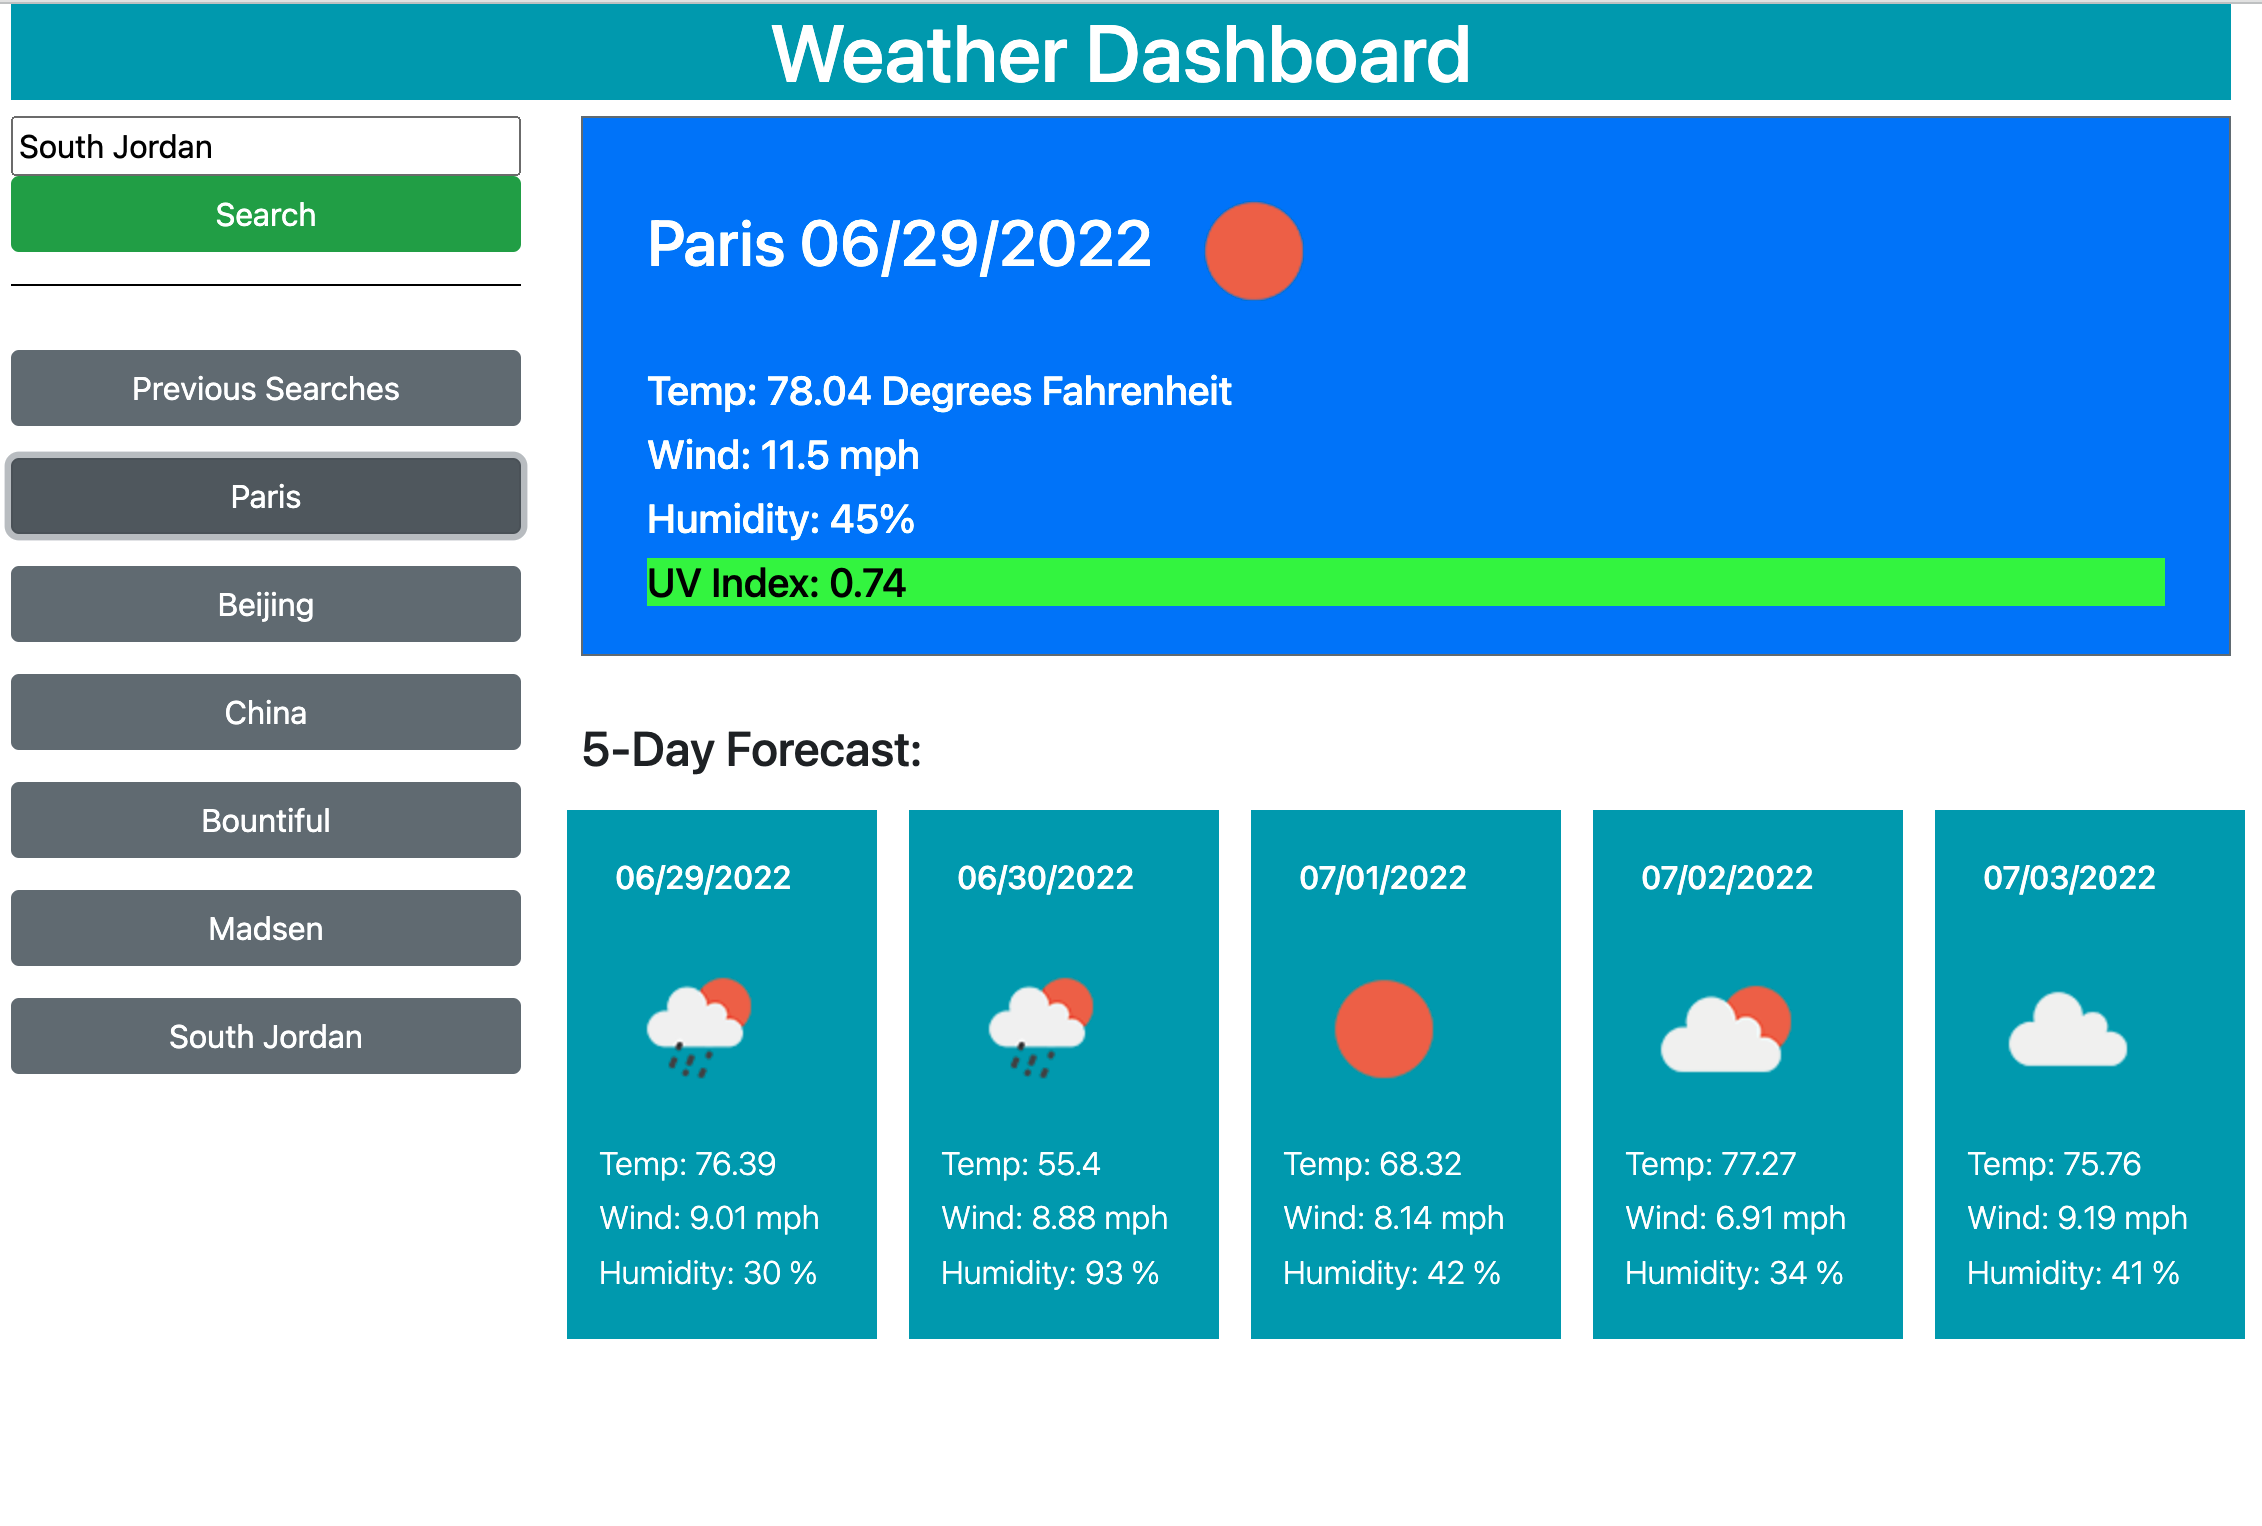 Weather Dashboard
South Jordan
Search
Previous Searches
Paris
Beijing
China
Bountiful
Madsen
South Jordan
Paris 06/29/2022
Temp: 78.04 Degrees Fahrenheit
Wind: 11.5 mph
Humidity: 45%
UV Index: 0.74
5-Day Forecast:
06/29/2022
Temp: 76.39
Wind: 9.01 mph
Humidity: 30 %
06/30/2022
Temp: 55.4
Wind: 8.88 mph
Humidity: 93 %
07/01/2022
Temp: 68.32
Wind: 8.14 mph
Humidity: 42 %
07/02/2022
Temp: 77.27
Wind: 6.91 mph
Humidity: 34 %
07/03/2022
Temp: 75.76
Wind: 9.19 mph
Humidity: 41 %